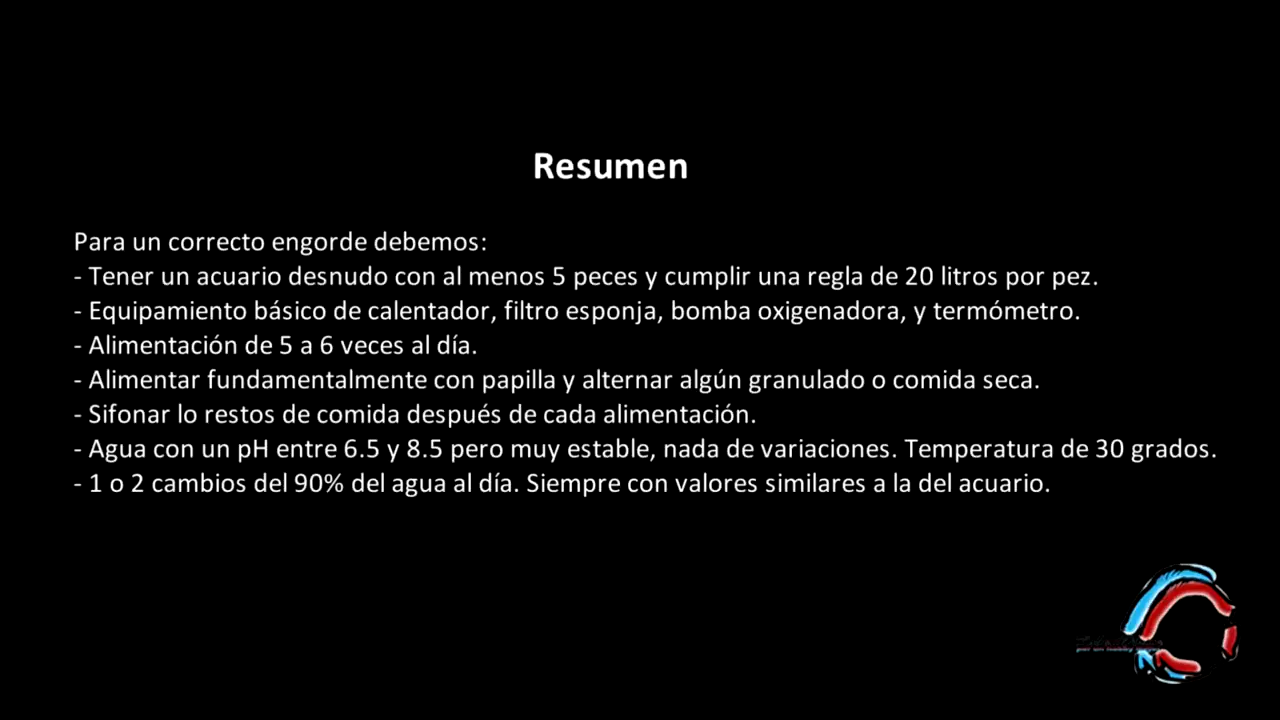 Resumen
Para un correcto engorde debemos:
- Tener un acuario desnudo con al menos 5 peces y cumplir una regla de 20 litros por pez.
- Equipamiento básico de calentador, filtro esponja, bomba oxigenadora, y termómetro.
- Alimentación de 5 a 6 veces al día.
- Alimentar fundamentalmente con papilla y alternar algún granulado o comida seca.
- Sifonar lo restos de comida después de cada alimentación.
- Agua con un pH entre 6.5 y 8.5 pero muy estable, nada de variaciones. Temperatura de 30 grados.
- 1 o 2 cambios del 90% del agua al día. Siempre con valores similares a la del acuario.